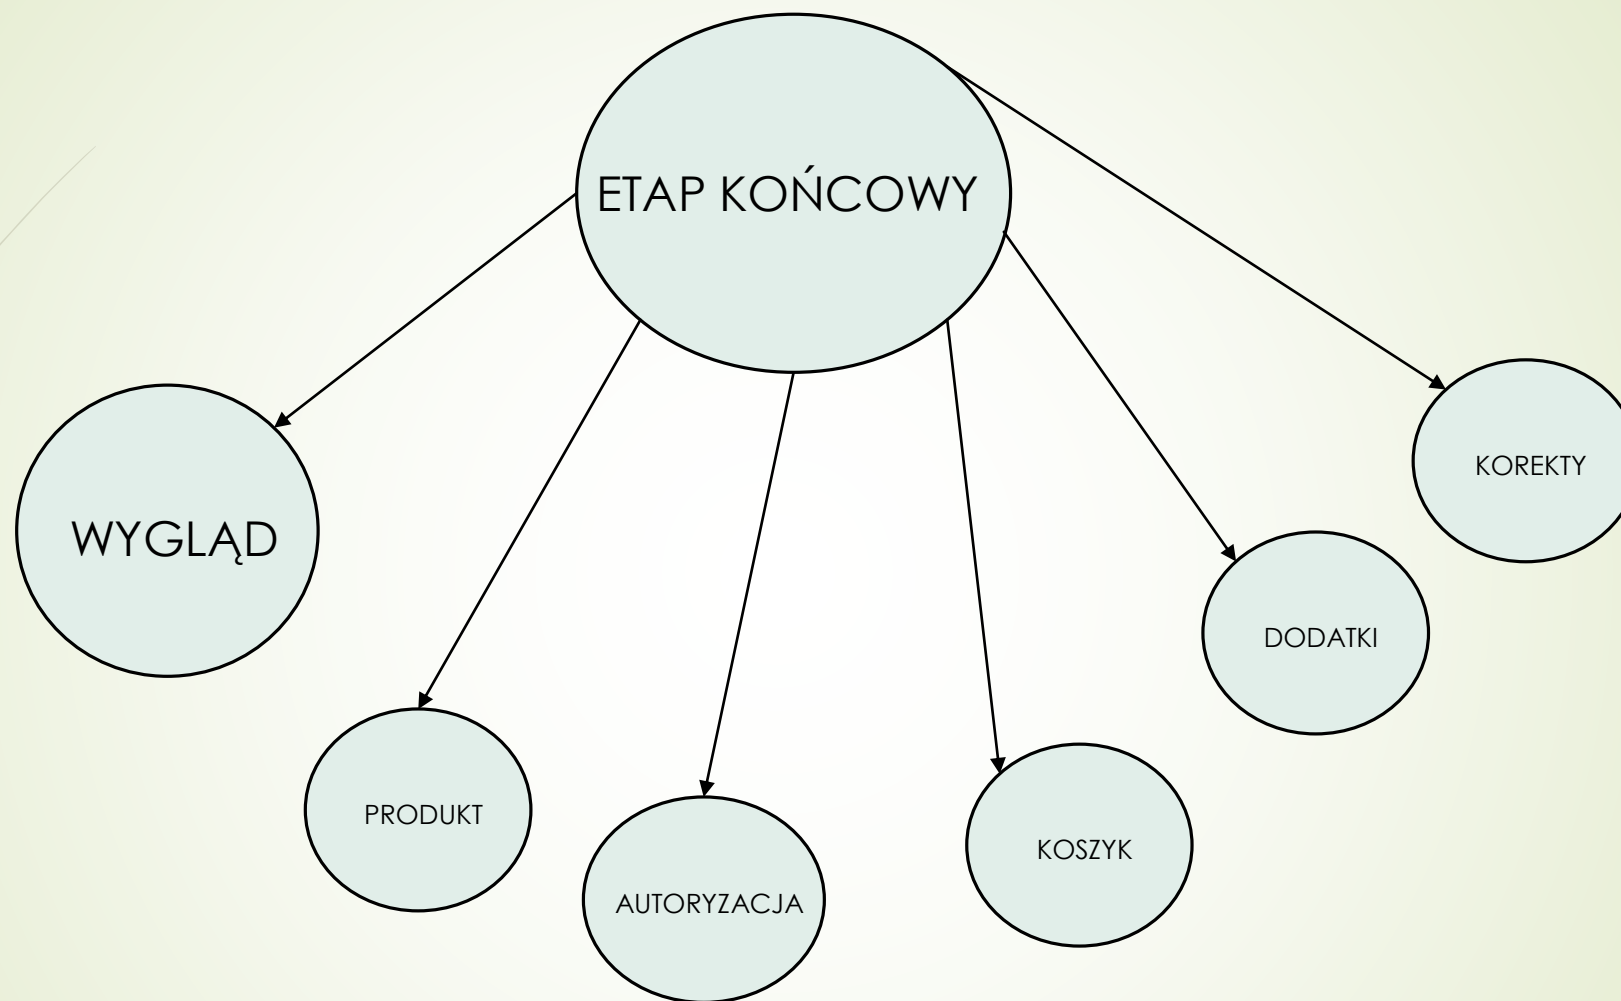 ETAP KOŃCOWY
WYGLĄD
PRODUKT
AUTORYZACJA
KOSZYK
DODATKI
KOREKTY